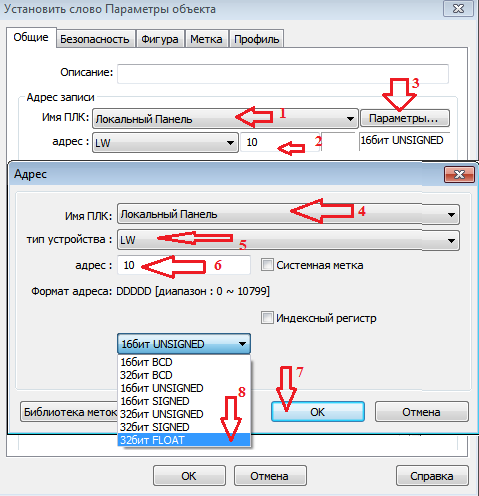 Установить слово Параметры объекта
Общие Безопасность Фигура Метка Профиль
Описание:
Адрес записи
3
Имя ПЛК: Локальный Панель 1 Параметры...
адрес : LW 10 2 16бит UNSIGNED
Адрес
Имя ПЛК: Локальный Панель 4
тип устройства : LW 5
адрес : 10 6 Системная метка
Формат адреса: DDDDD [диапазон : 0 ~ 10799]
Индексный регистр
16бит UNSIGNED
16бит BCD
32бит BCD
16бит UNSIGNED
16бит SIGNED
32бит UNSIGNED
32бит SIGNED
32бит FLOAT
8
7
Библиотека меток OK Отмена
OK Отмена Справка